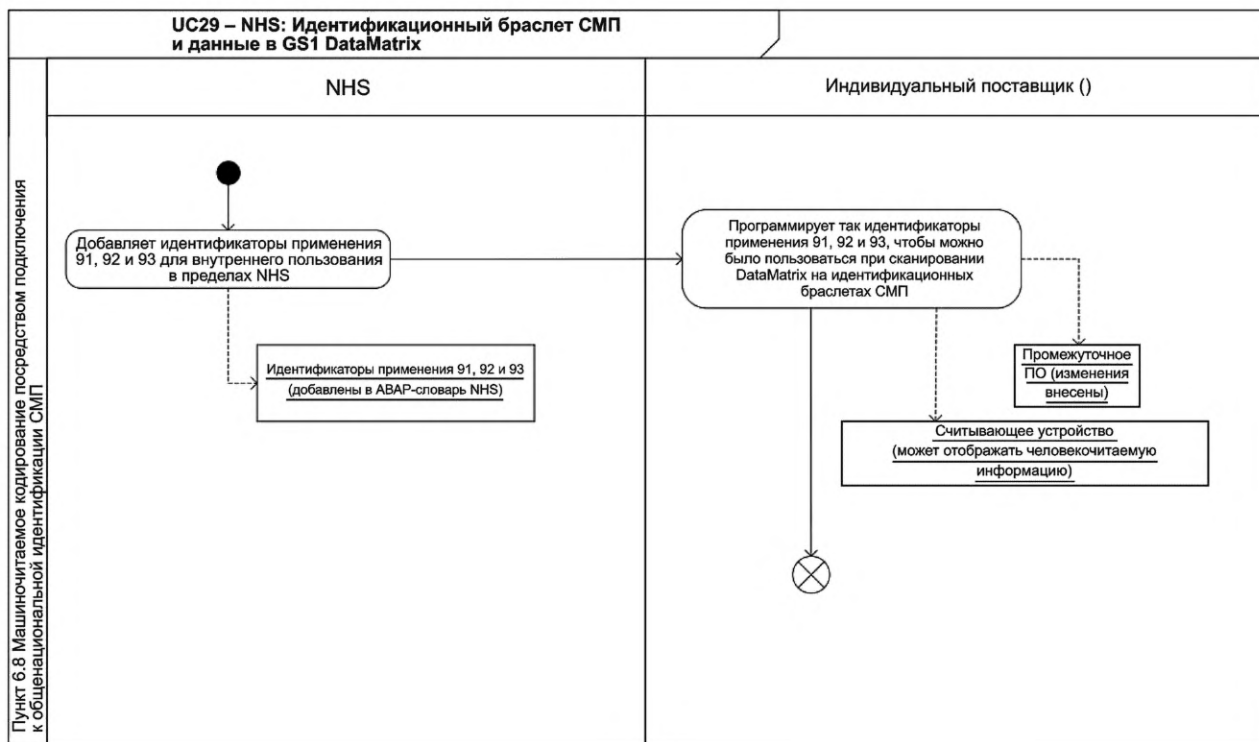 UC29 – NHS: Идентификационный браслет СМП
и данные в GS1 DataMatrix
Пункт 6.8 Машиночитаемое кодирование посредством подключения
к общенациональной идентификации СМП
NHS
Индивидуальный поставщик ()
Добавляет идентификаторы применения
91, 92 и 93 для внутреннего пользования
в пределах NHS
Программирует так идентификаторы
применения 91, 92 и 93, чтобы можно
было пользоваться при сканировании
DataMatrix на идентификационных
браслетах СМП
Идентификаторы применения 91, 92 и 93
(добавлены в ABAP-словарь NHS)
Промежуточное
ПО (изменения
внесены)
Считывающее устройство
(может отображать человекочитаемую
информацию)